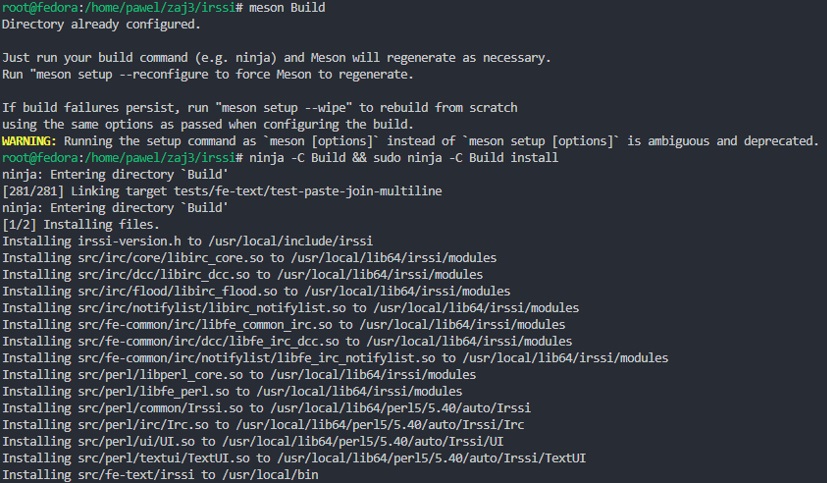 root@fedora:/home/pawel/zaj3/irssi# meson Build
Directory already configured.
Just run your build command (e.g. ninja) and Meson will regenerate as necessary.
Run "meson setup --reconfigure to force Meson to regenerate.
If build failures persist, run "meson setup --wipe" to rebuild from scratch
using the same options as passed when configuring the build.
WARNING: Running the setup command as `meson [options]` instead of `meson setup [options]` is ambiguous and deprecated.
root@fedora:/home/pawel/zaj3/irssi# ninja -C Build && sudo ninja -C Build install
ninja: Entering directory `Build'
[281/281] Linking target tests/fe-text/test-paste-join-multiline
ninja: Entering directory `Build'
[1/2] Installing files.
Installing irssi-version.h to /usr/local/include/irssi
Installing src/irc/core/libirc_core.so to /usr/local/lib64/irssi/modules
Installing src/irc/dcc/libirc_dcc.so to /usr/local/lib64/irssi/modules
Installing src/irc/flood/libirc_flood.so to /usr/local/lib64/irssi/modules
Installing src/irc/notifylist/libirc_notifylist.so to /usr/local/lib64/irssi/modules
Installing src/fe-common/irc/libfe_common_irc.so to /usr/local/lib64/irssi/modules
Installing src/fe-common/irc/dcc/libfe_irc_dcc.so to /usr/local/lib64/irssi/modules
Installing src/fe-common/irc/notifylist/libfe_irc_notifylist.so to /usr/local/lib64/irssi/modules
Installing src/perl/libperl_core.so to /usr/local/lib64/irssi/modules
Installing src/perl/libfe_perl.so to /usr/local/lib64/irssi/modules
Installing src/perl/common/Irssi.so to /usr/local/lib64/perl5/5.40/auto/Irssi
Installing src/perl/irc/Irc.so to /usr/local/lib64/perl5/5.40/auto/Irssi/Irc
Installing src/perl/ui/UI.so to /usr/local/lib64/perl5/5.40/auto/Irssi/UI
Installing src/perl/textui/TextUI.so to /usr/local/lib64/perl5/5.40/auto/Irssi/TextUI
Installing src/fe-text/irssi to /usr/local/bin